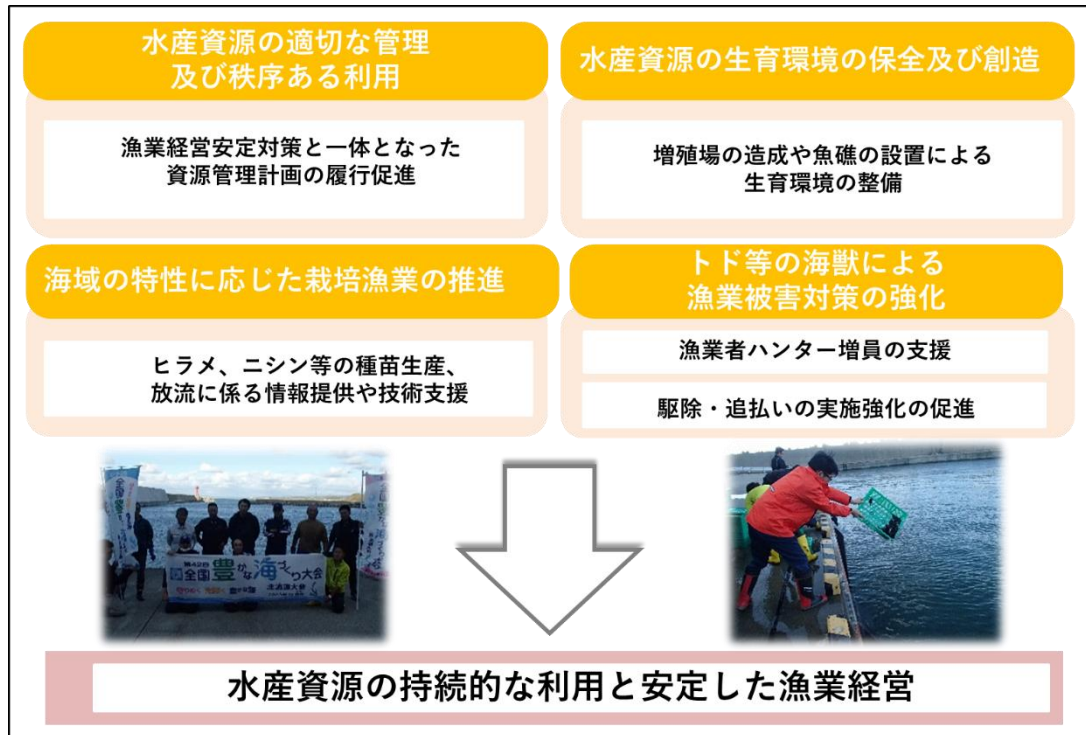 水産資源の適切な管理
及び秩序ある利用
漁業経営安定対策と一体となった
資源管理計画の履行促進
水産資源の生育環境の保全及び創造
増殖場の造成や魚礁の設置による
生育環境の整備
海域の特性に応じた栽培漁業の推進
ヒラメ、ニシン等の種苗生産、
放流に係る情報提供や技術支援
トド等の海獣による
漁業被害対策の強化
漁業者ハンター増員の支援
駆除・追払いの実施強化の促進
第42回
全国豊かな海づくり大会
北海道大会
水産資源の持続的な利用と安定した漁業経営